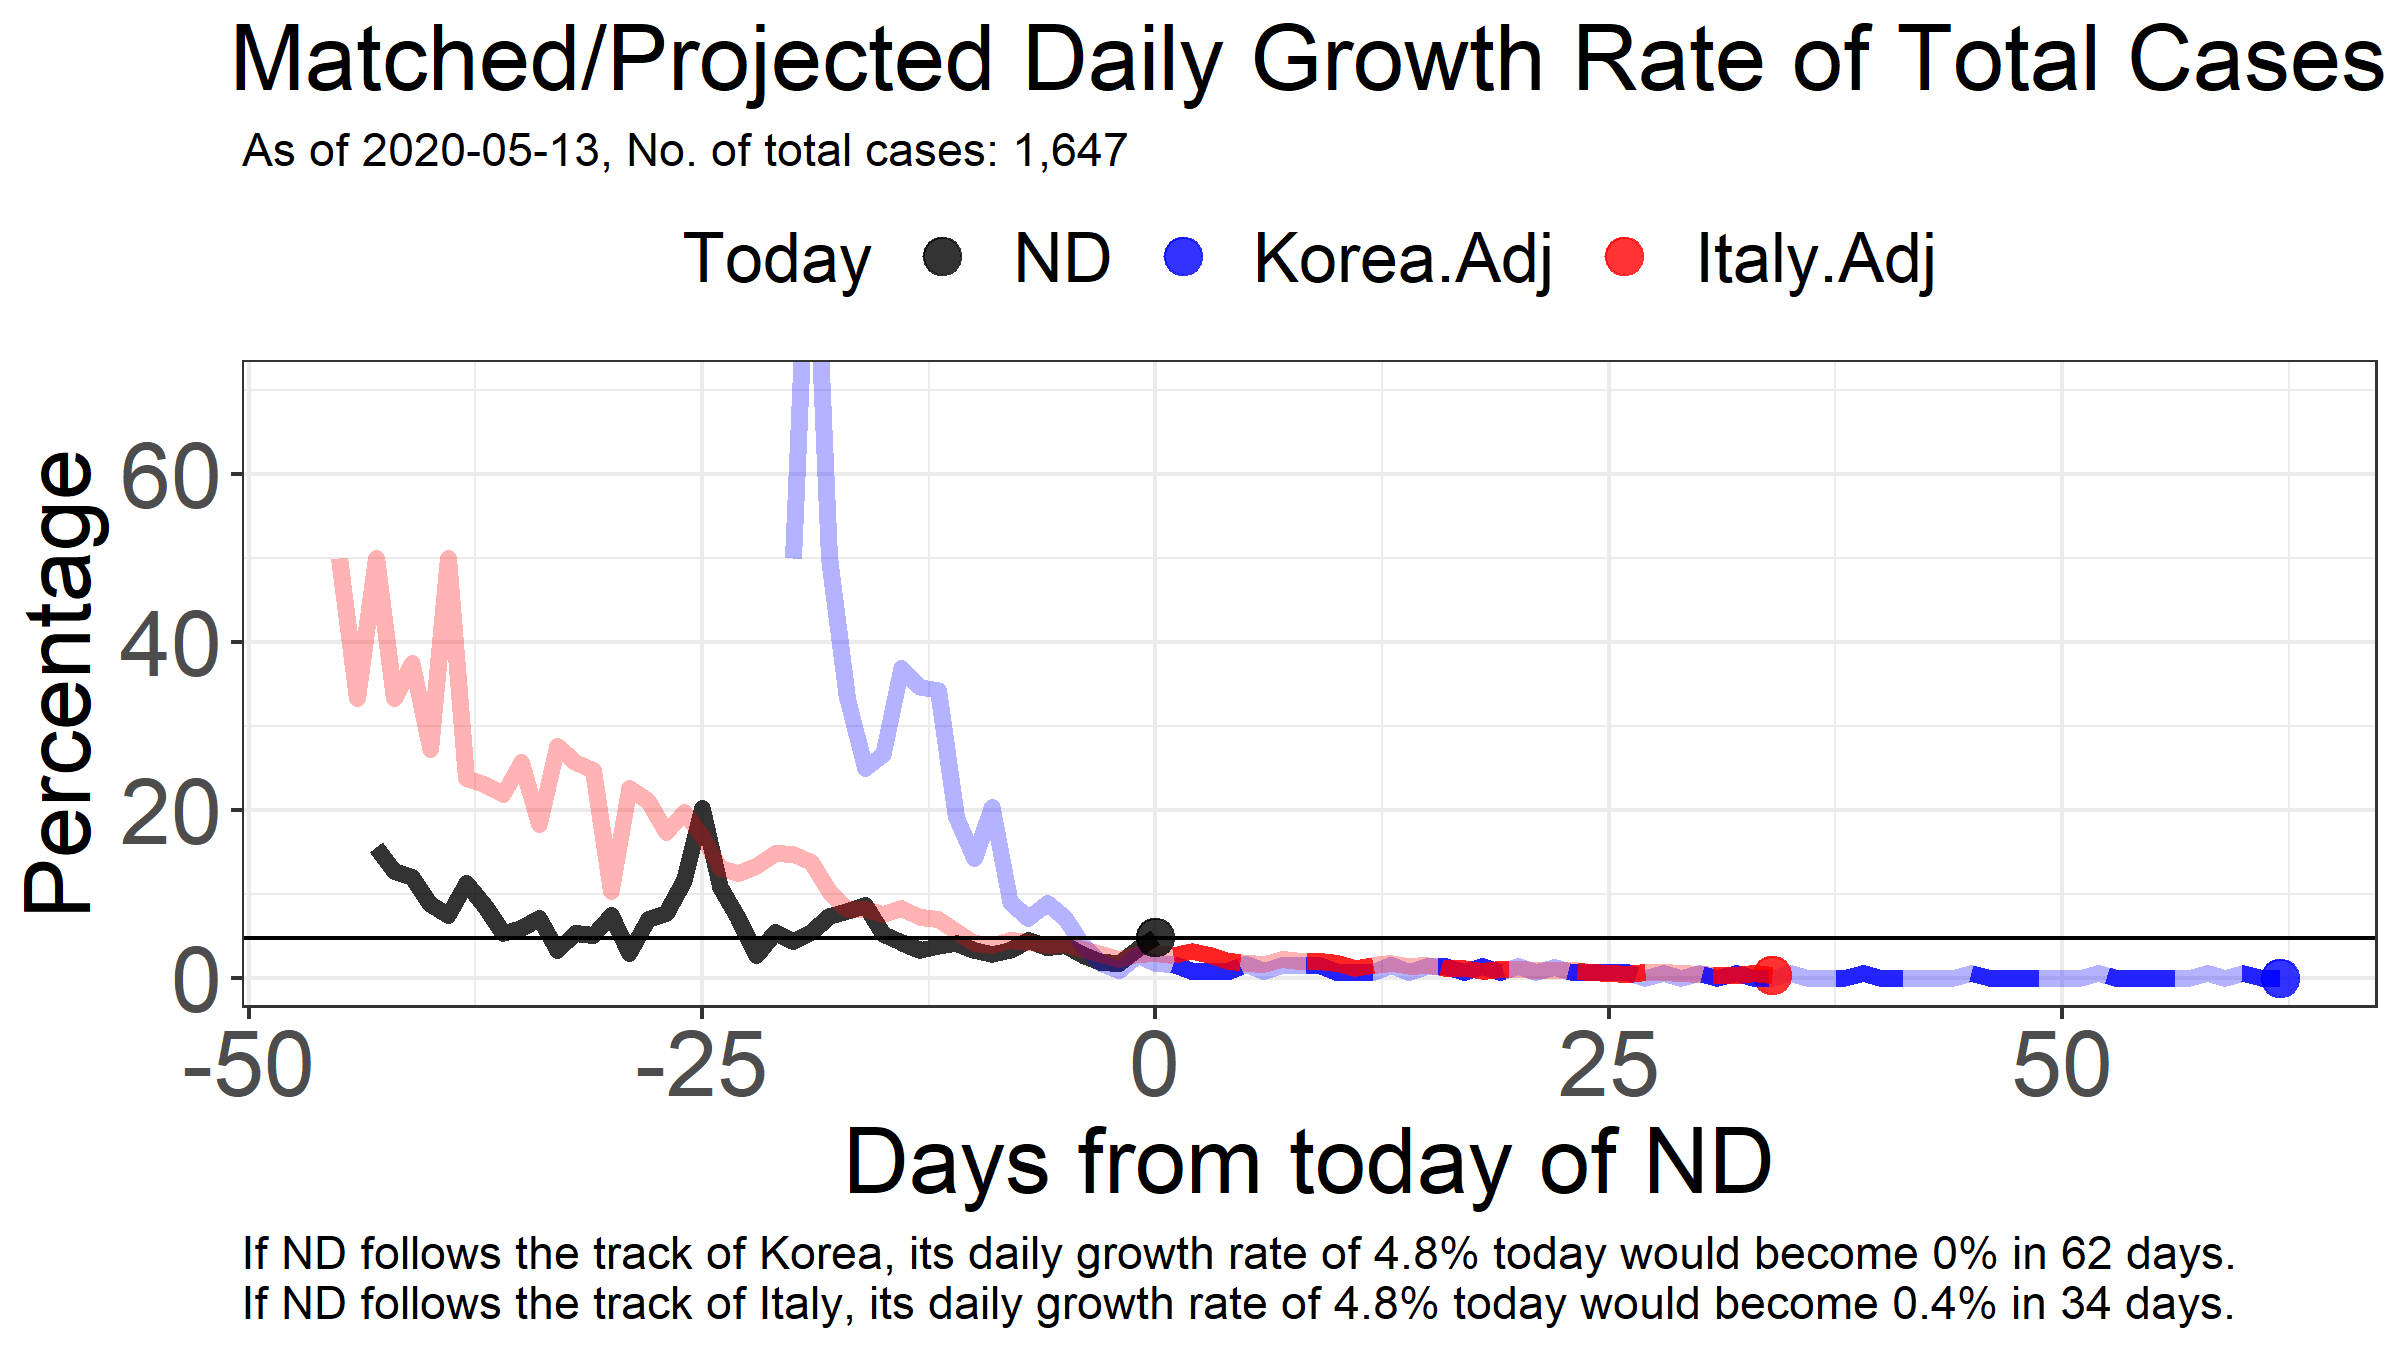 Matched/Projected Daily Growth Rate of Total Cases
As of 2020-05-13, No. of total cases: 1,647
Today ND Korea.Adj Italy.Adj
Percentage
60
40
20
0
-50 -25 0 25 50
Days from today of ND
If ND follows the track of Korea, its daily growth rate of 4.8% today would become 0% in 62 days.
If ND follows the track of Italy, its daily growth rate of 4.8% today would become 0.4% in 34 days.